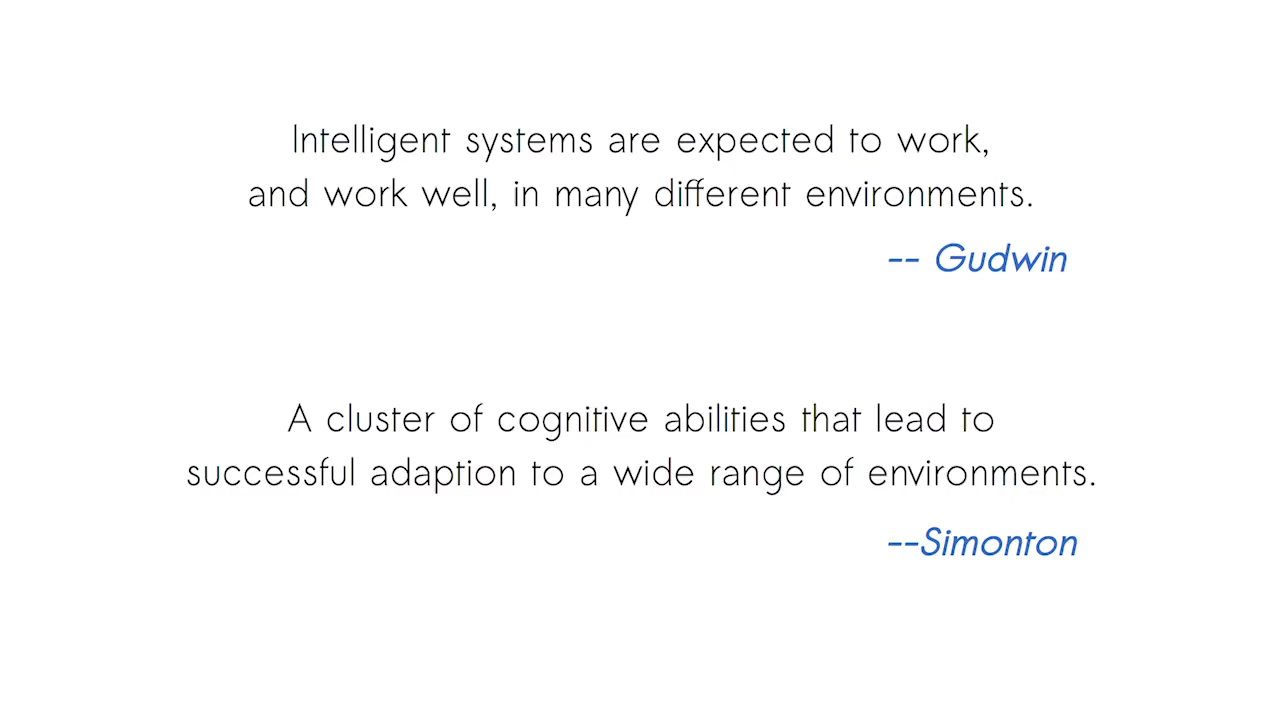 Intelligent systems are expected to work,
and work well, in many different environments.
-- Gudwin
A cluster of cognitive abilities that lead to
successful adaption to a wide range of environments.
--Simonton